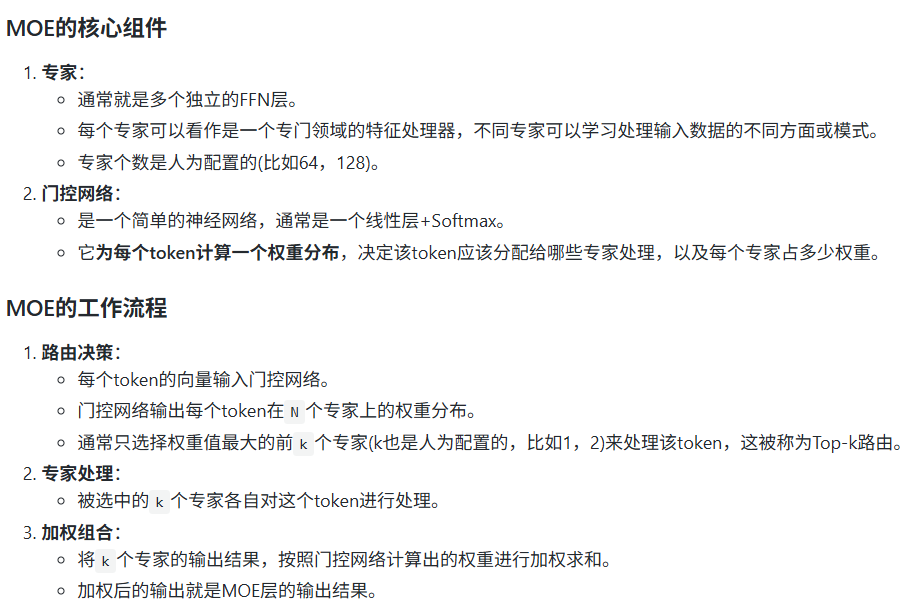 MOE的核心组件
1. 专家：
通常就是多个独立的FFN层。
每个专家可以看作是一个专门领域的特征处理器，不同专家可以学习处理输入数据的不同方面或模式。
专家个数是人为配置的(比如64，128)。
2. 门控网络：
是一个简单的神经网络，通常是一个线性层+Softmax。
它为每个token计算一个权重分布，决定该token应该分配给哪些专家处理，以及每个专家占多少权重。
MOE的工作流程
1. 路由决策：
每个token的向量输入门控网络。
门控网络输出每个token在 N 个专家上的权重分布。
通常只选择权重值最大的前 k 个专家(k也是人为配置的，比如1，2)来处理该token，这被称为Top-k路由。
2. 专家处理：
被选中的 k 个专家各自对这个token进行处理。
3. 加权组合：
将 k 个专家的输出结果，按照门控网络计算出的权重进行加权求和。
加权后的输出就是MOE层的输出结果。